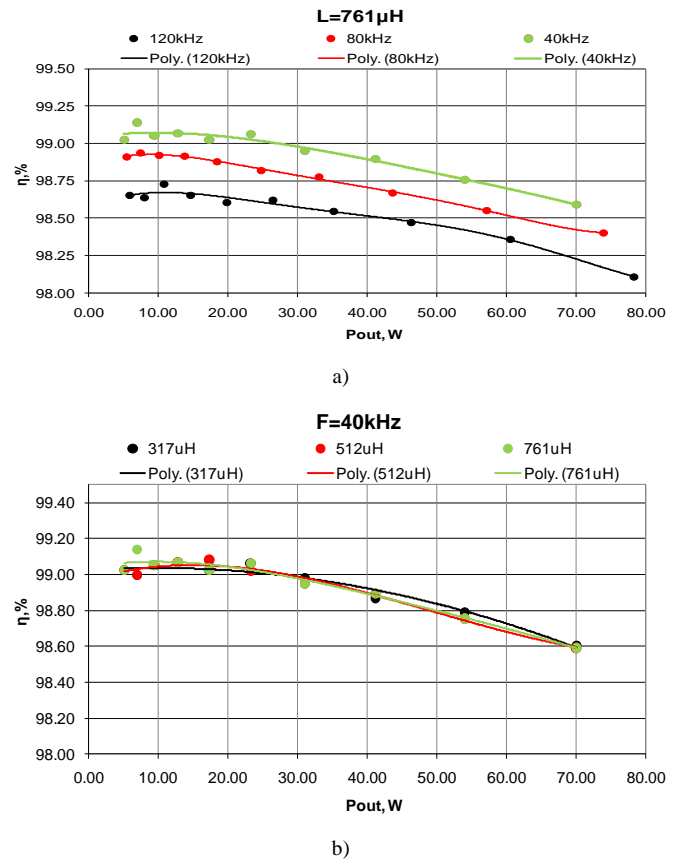 L=761µH
120kHz 80kHz 40kHz
Poly. (120kHz) Poly. (80kHz) Poly. (40kHz)
99.50
99.25
99.00
98.75
98.50
98.25
98.00
η,%
0.00 10.00 20.00 30.00 40.00 50.00 60.00 70.00 80.00
Pout, W
a)
F=40kHz
317uH 512uH 761uH
Poly. (317uH) Poly. (512uH) Poly. (761uH)
99.40
99.20
99.00
98.80
98.60
98.40
98.20
98.00
η,%
0.00 10.00 20.00 30.00 40.00 50.00 60.00 70.00 80.00
Pout, W
b)